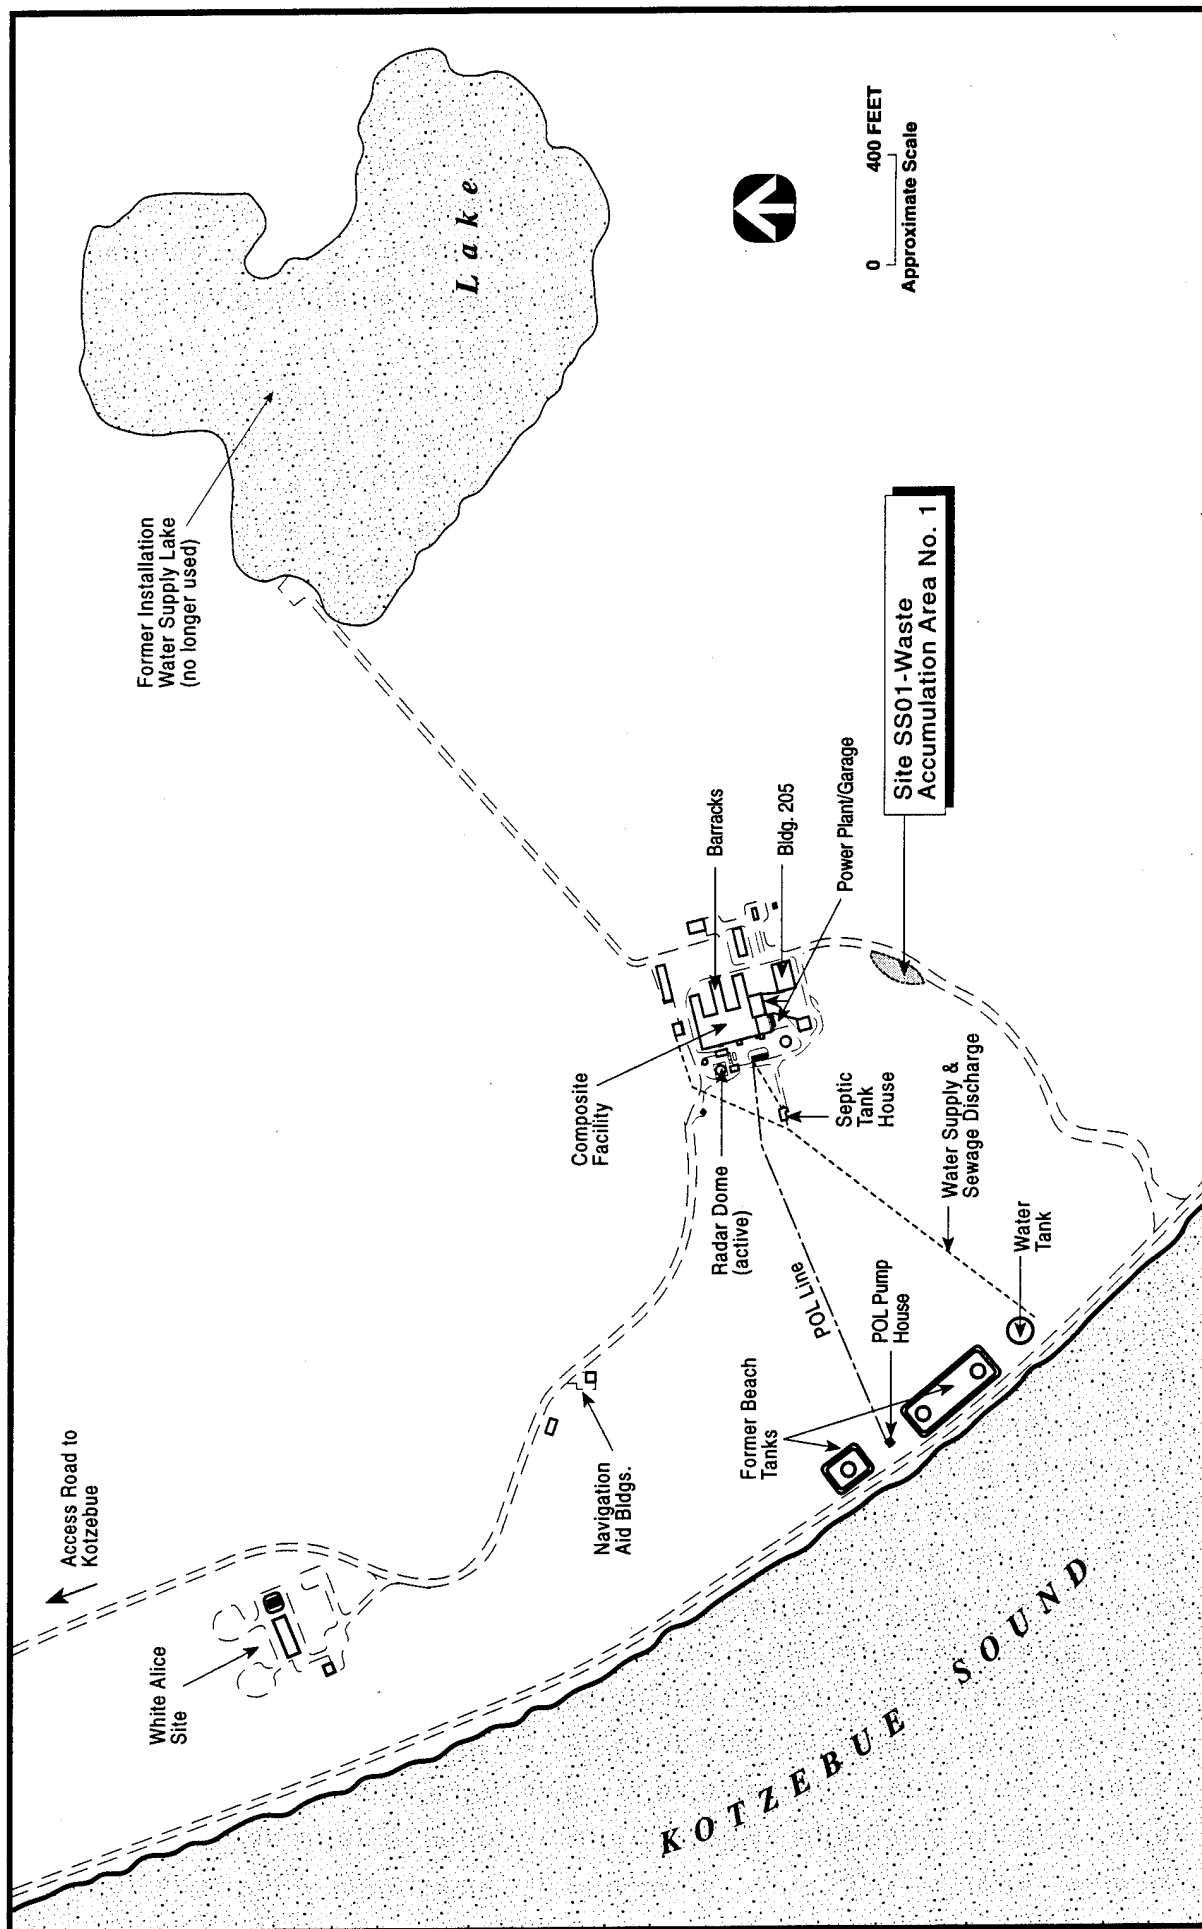 Access Road to
Kotzebue
White Alice
Site
Former Installation
Water Supply Lake
(no longer used)
Lake
Navigation
Aid Bldgs.
Composite
Facility
Barracks
Radar Dome
(active)
Bldg. 205
Power Plant/Garage
Septic
Tank
House
POL Line
POL Pump
House
Former Beach
Tanks
Water Supply &
Sewage Discharge
Water
Tank
Site SS01-Waste
Accumulation Area No. 1
0 400 FEET
Approximate Scale
KOTZEBUE SOUND